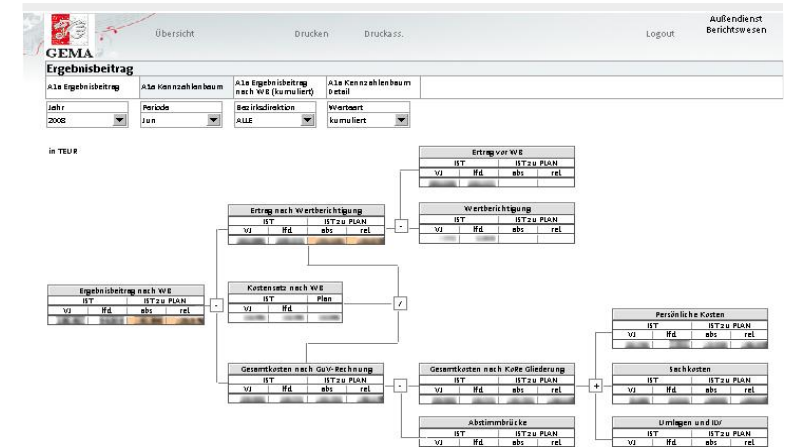 GEMA
Übersicht Drucken Druckass. Logout
Außendienst
Berichtswesen
Ergebnisbeitrag
A1a Ergebnisbeitrag A1a Kennzahlenbaum A1a Ergebnisbeitrag nach WB (kumuliert) A1a Kennzahlenbaum Detail
Jahr Periode Bezirksdirektion Werteart
2008 Jun ALLE kumuliert
in TEUR
Ertrag vor WB
IST IST zu PLAN
VJ lfd. abs rel.
Ertrag nach Wertberichtigung
IST IST zu PLAN
VJ lfd. abs rel.
-
Wertberichtigung
IST IST zu PLAN
VJ lfd. abs rel.
Ergebnisbeitrag nach WB
IST IST zu PLAN
VJ lfd. abs rel.
-
Kostensatz nach WB
IST Plan
VJ lfd.
/
Gesamtkosten nach GuV-Rechnung
IST IST zu PLAN
VJ lfd. abs rel.
-
Gesamtkosten nach KoRe Gliederung
IST IST zu PLAN
VJ lfd. abs rel.
+
Abstimmbrücke
IST IST zu PLAN
VJ lfd. abs rel.
Persönliche Kosten
IST IST zu PLAN
VJ lfd. abs rel.
Sachkosten
IST IST zu PLAN
VJ lfd. abs rel.
Umlagen und ILV
IST IST zu PLAN
VJ lfd. abs rel.